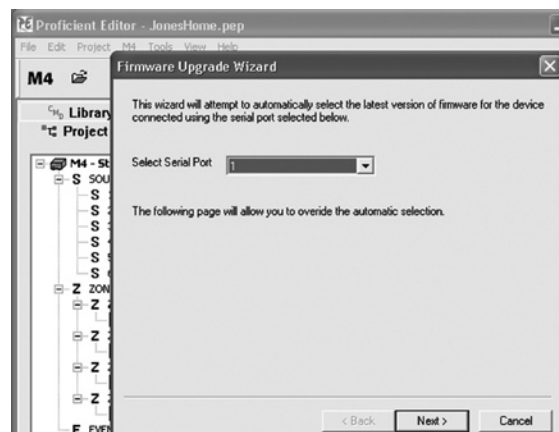 Proficient Editor - JonesHome.pep
File Edit Project M4 Tools View Help
M4
Library
Project
Firmware Upgrade Wizard
This wizard will attempt to automatically select the latest version of firmware for the device
connected using the serial port selected below.
Select Serial Port 1
The following page will allow you to overide the automatic selection.
M4 - St
S SOU
S
S
S
S
S
S
Z ZON
Z
Z
Z
Z
E EVEN
< Back Next > Cancel